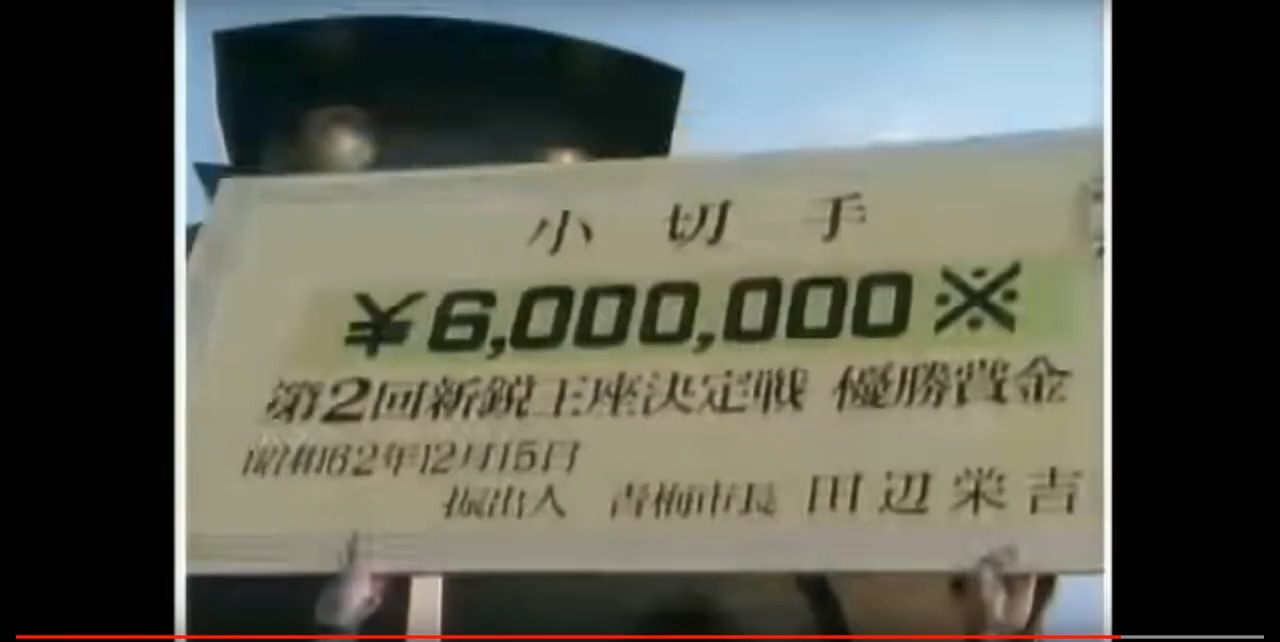 小切手
¥6,000,000※
第2回新鋭王座決定戦 優勝賞金
昭和62年12月15日
振出人 青梅市長 田辺栄吉